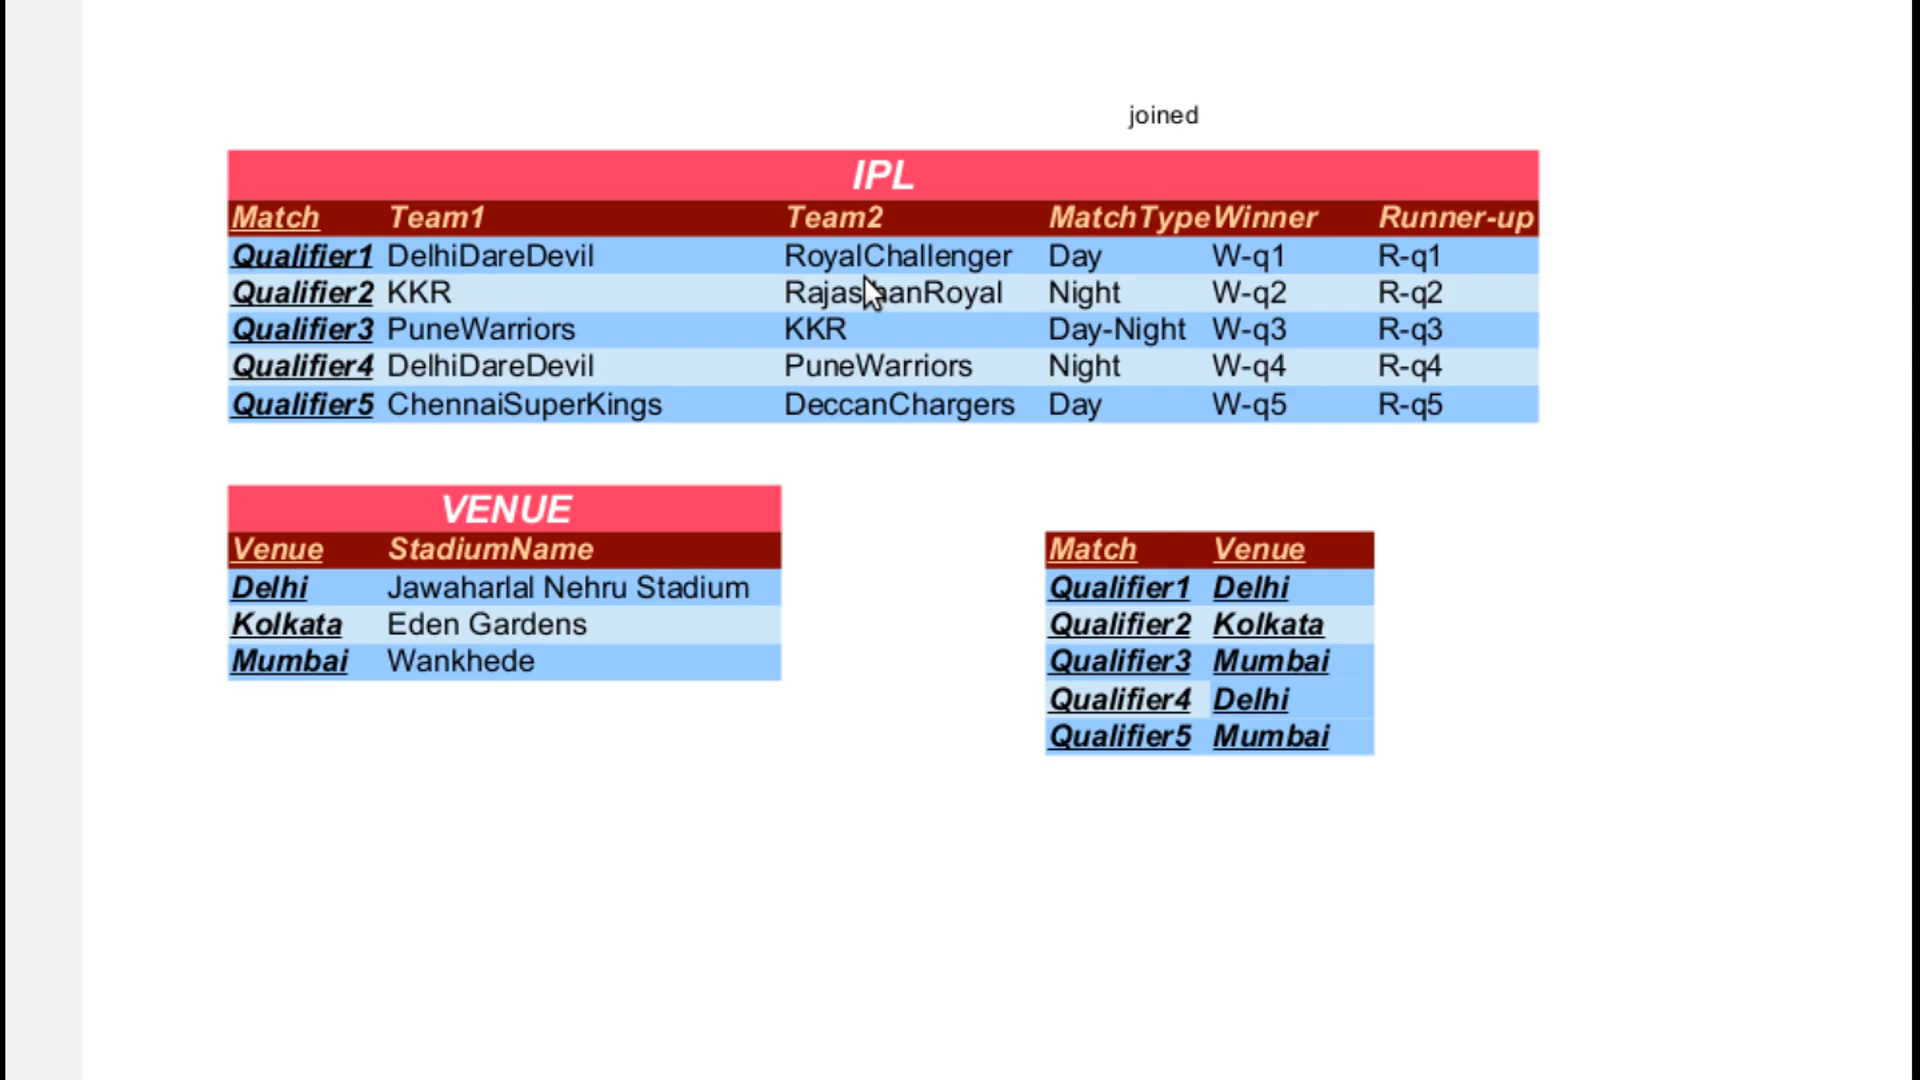 joined
IPL
Match Team1 Team2 MatchType Winner Runner-up
Qualifier1 DelhiDareDevil RoyalChallenger Day W-q1 R-q1
Qualifier2 KKR Night W-q2 R-q2
Qualifier3 PuneWarriors KKR Day-Night W-q3 R-q3
Qualifier4 DelhiDareDevil PuneWarriors Night W-q4 R-q4
Qualifier5 ChennaiSuperKings DeccanChargers Day W-q5 R-q5
VENUE
Venue StadiumName
Delhi Jawaharlal Nehru Stadium
Kolkata Eden Gardens
Mumbai Wankhede
Match Venue
Qualifier1 Delhi
Qualifier2 Kolkata
Qualifier3 Mumbai
Qualifier4 Delhi
Qualifier5 Mumbai